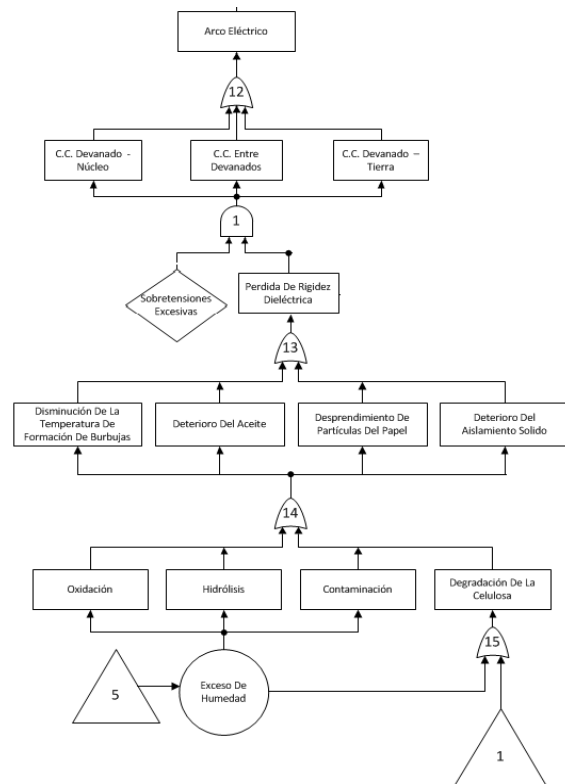 Arco Eléctrico
12
C.C. Devanado -
Núcleo
C.C. Entre
Devanados
C.C. Devanado –
Tierra
1
Sobretensiones
Excesivas
Perdida De Rigidez
Dieléctrica
13
Disminución De La
Temperatura De
Formación De Burbujas
Deterioro Del Aceite
Desprendimiento De
Partículas Del Papel
Deterioro Del
Aislamiento Solido
14
Oxidación
Hidrólisis
Contaminación
Degradación De La
Celulosa
15
5
Exceso De
Humedad
1